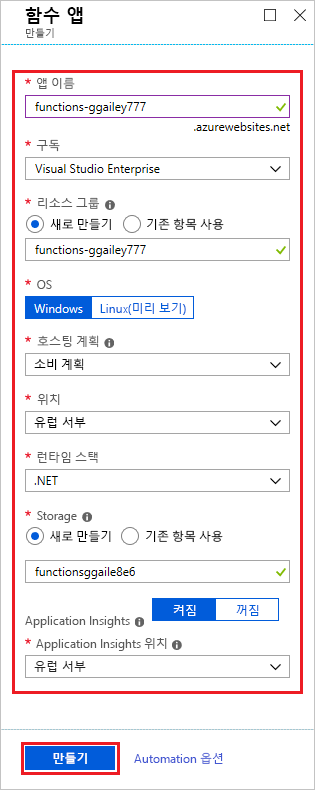 함수 앱
만들기
* 앱 이름
functions-ggailey777
.azurewebsites.net
* 구독
Visual Studio Enterprise
* 리소스 그룹
새로 만들기 기존 항목 사용
functions-ggailey777
* OS
Windows Linux(미리 보기)
* 호스팅 계획
소비 계획
* 위치
유럽 서부
* 런타임 스택
.NET
* Storage
새로 만들기 기존 항목 사용
functionsggaile8e6
Application Insights 켜짐 꺼짐
* Application Insights 위치
유럽 서부
만들기 Automation 옵션